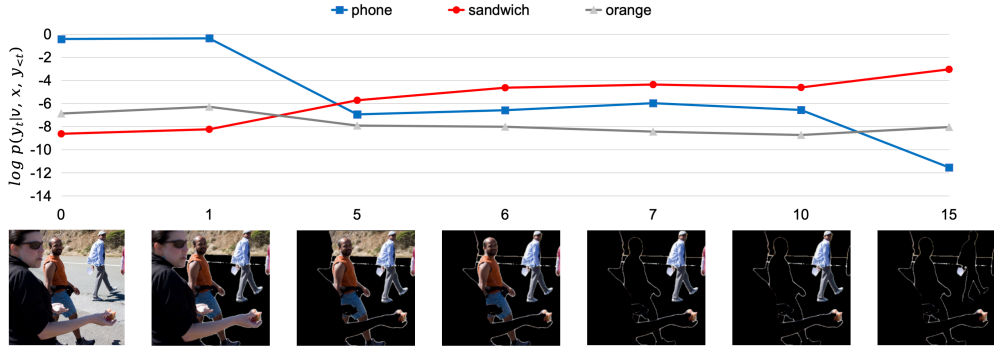 phone sandwich orange
log p(y_t|v, x, y_{<t})
0
-2
-4
-6
-8
-10
-12
-14
0 1 5 6 7 10 15